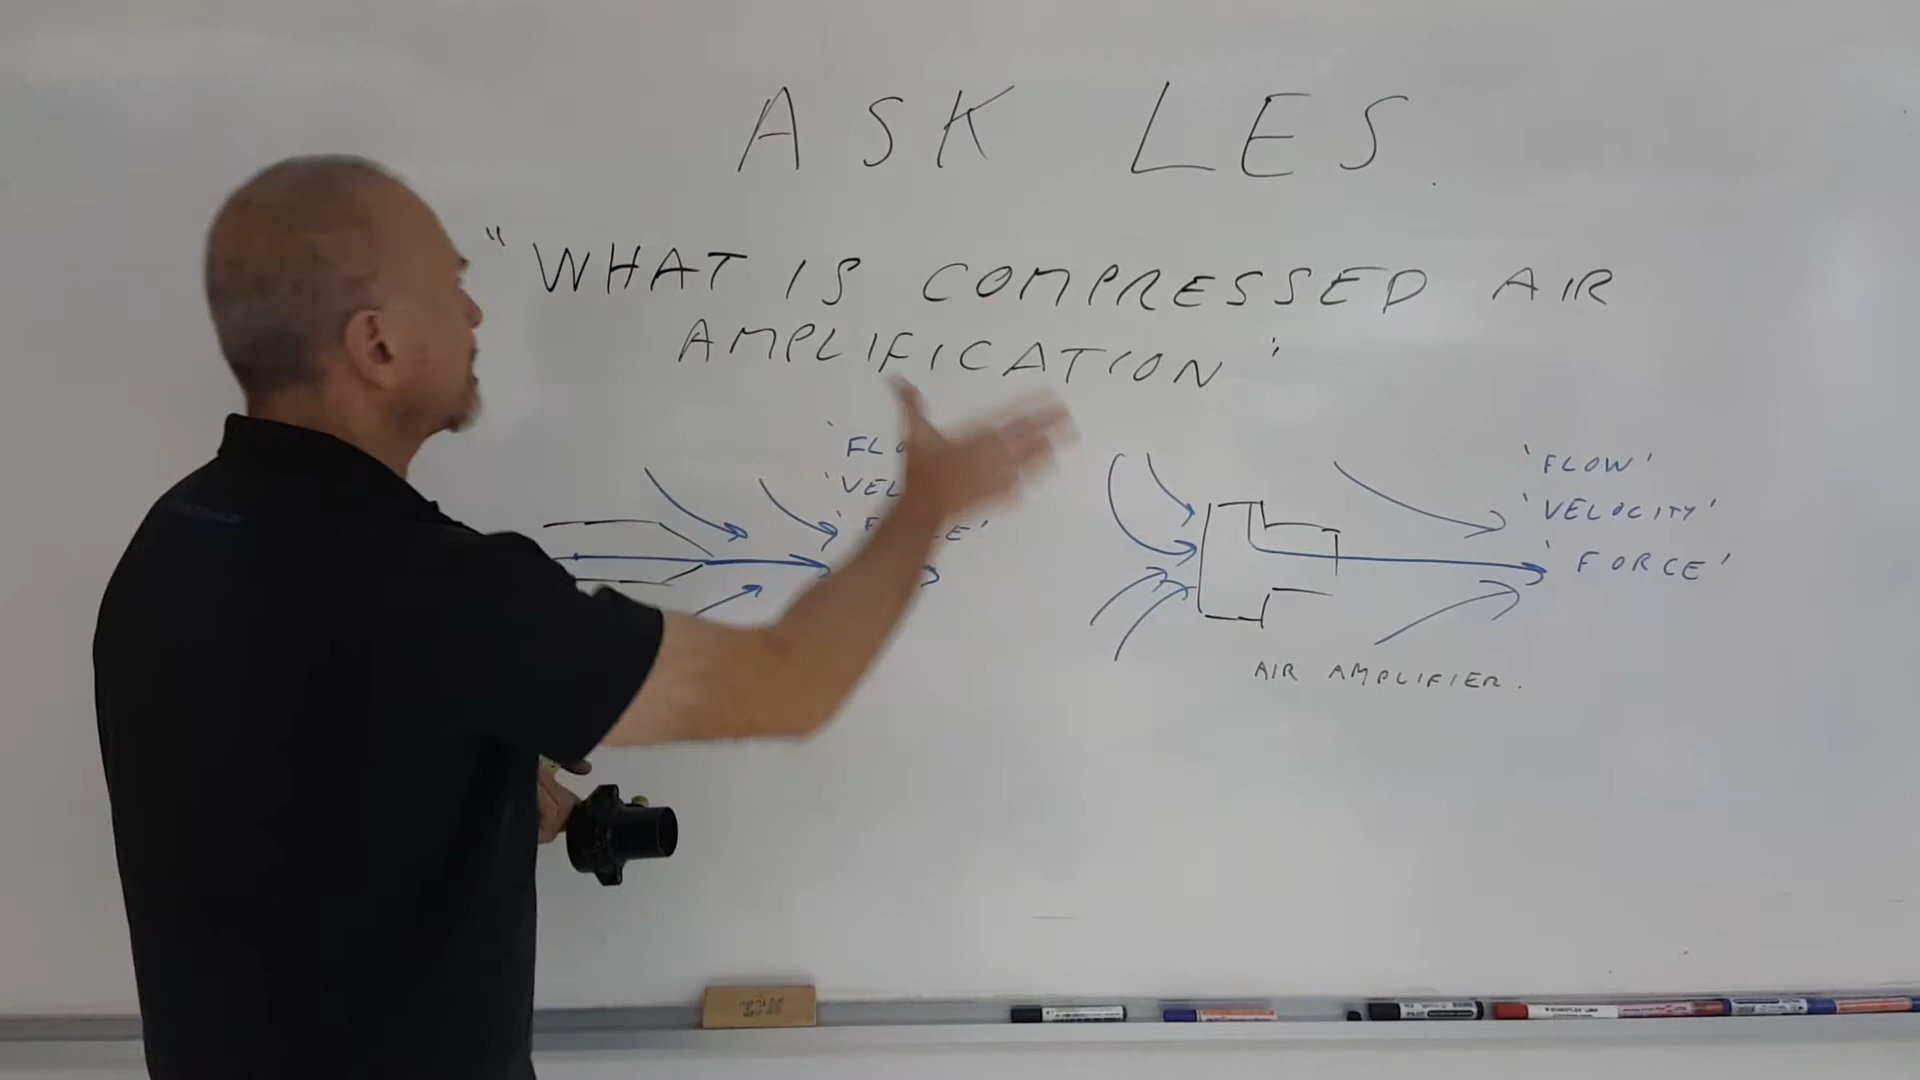 ASK LES.
"WHAT IS COMPRESSED AIR
AMPLIFICATION"
'FLOW'
'VELOCITY'
'FORCE'
AIR AMPLIFIER.